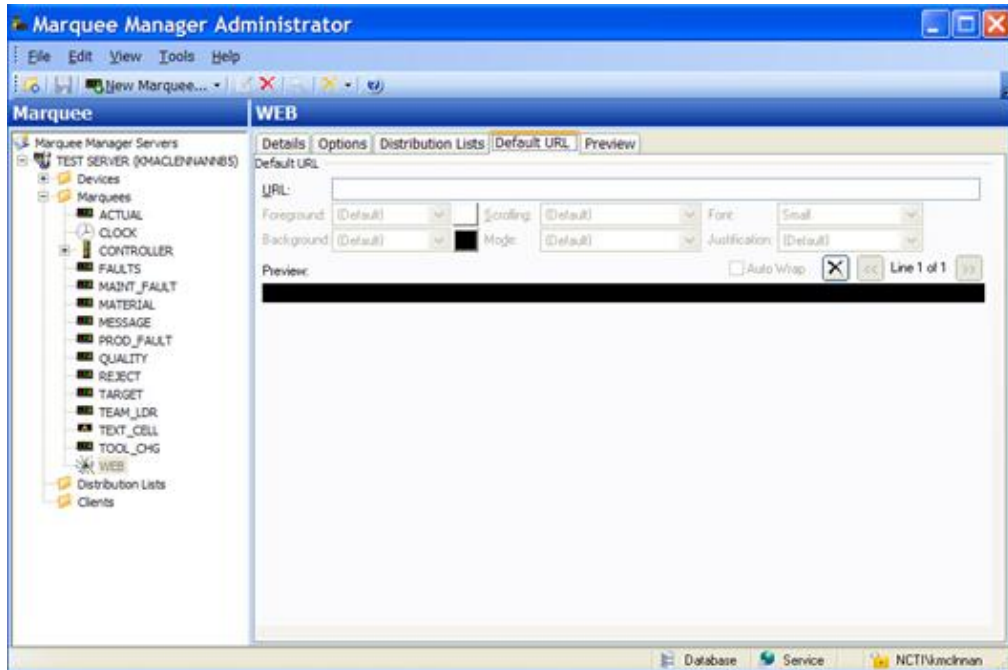 Marquee Manager Administrator
File Edit View Tools Help
New Marquee...
Marquee
WEB
Marquee Manager Servers
TEST SERVER (KMACLENNANNB5)
Devices
Marquees
ACTUAL
CLOCK
CONTROLLER
FAULTS
MAINT_FAULT
MATERIAL
MESSAGE
PROD_FAULT
QUALITY
REJECT
TARGET
TEAM_LDR
TEXT_CELL
TOOL_CHG
WEB
Distribution Lists
Clients
Details Options Distribution Lists Default URL Preview
Default URL
URL:
Foreground: (Default) Scrolling: (Default) Font: Small
Background: (Default) Mode: (Default) Justification: (Default)
Preview: Auto Wrap << Line 1 of 1 >>
Database Service